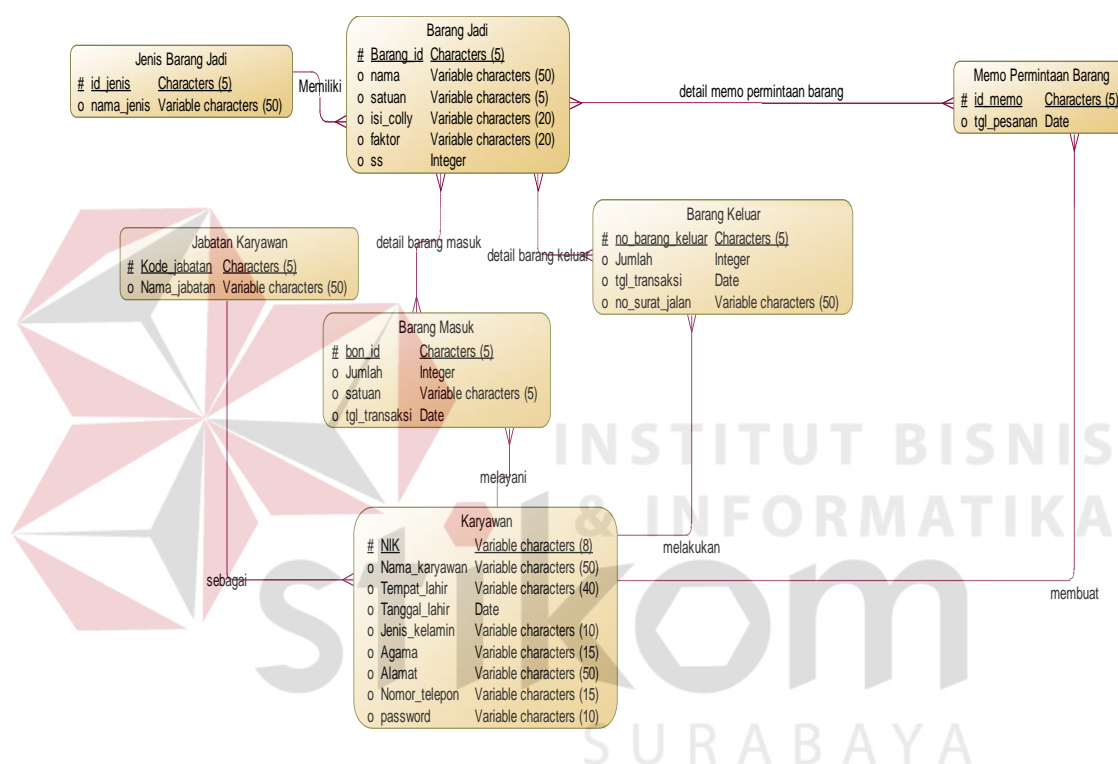 Jenis Barang Jadi
# id_jenis Characters (5)
o nama_jenis Variable characters (50)
Memiliki
Barang Jadi
# Barang_id Characters (5)
o nama Variable characters (50)
o satuan Variable characters (5)
o isi_colly Variable characters (20)
o faktor Variable characters (20)
o ss Integer
detail memo permintaan barang
Memo Permintaan Barang
# id_memo Characters (5)
o tgl_pesanan Date
Jabatan Karyawan
# Kode_jabatan Characters (5)
o Nama_jabatan Variable characters (50)
detail barang masuk
detail barang keluar
Barang Keluar
# no_barang_keluar Characters (5)
o Jumlah Integer
o tgl_transaksi Date
o no_surat_jalan Variable characters (50)
Barang Masuk
# bon_id Characters (5)
o Jumlah Integer
o satuan Variable characters (5)
o tgl_transaksi Date
melayani
Karyawan
# NIK Variable characters (8)
o Nama_karyawan Variable characters (50)
o Tempat_lahir Variable characters (40)
o Tanggal_lahir Date
o Jenis_kelamin Variable characters (10)
o Agama Variable characters (15)
o Alamat Variable characters (50)
o Nomor_telepon Variable characters (15)
o password Variable characters (10)
sebagai
melakukan
membuat
INSTITUT BISNIS
& INFORMATIKA
stikom
SURABAYA